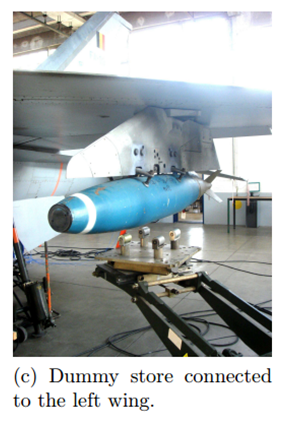 (c) Dummy store connected
to the left wing.